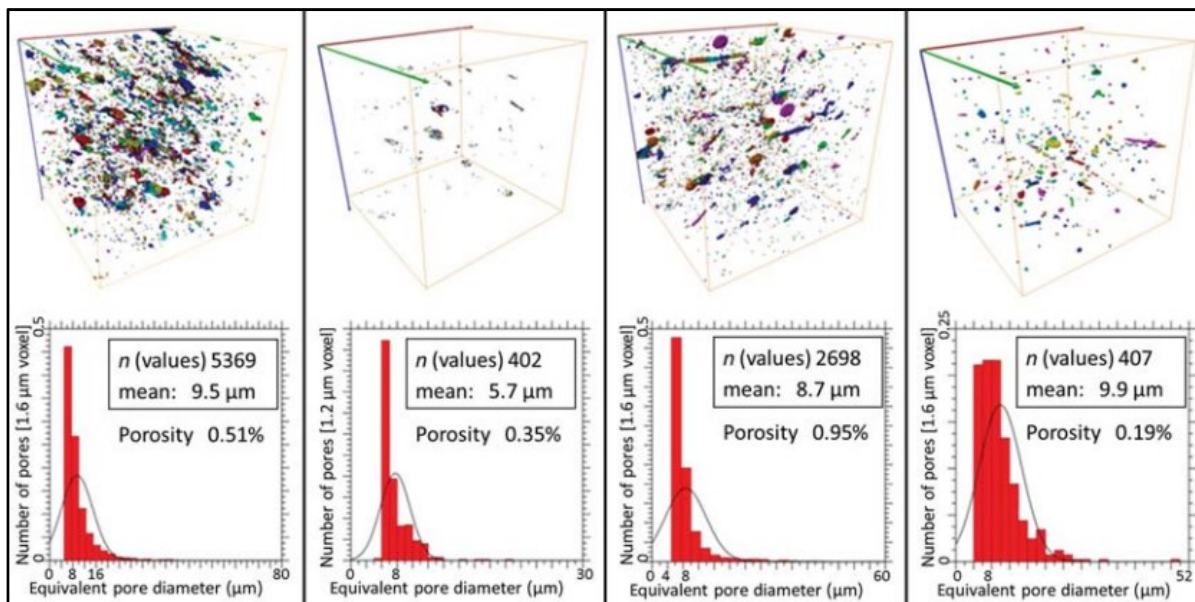 0.5
Number of pores [1.6 µm voxel]
n (values) 5369
mean: 9.5 µm
Porosity 0.51%
0
0 8 16 80
Equivalent pore diameter (µm)
Number of pores [1.2 µm voxel]
n (values) 402
mean: 5.7 µm
Porosity 0.35%
0
0 8 30
Equivalent pore diameter (µm)
0.5
Number of pores [1.6 µm voxel]
n (values) 2698
mean: 8.7 µm
Porosity 0.95%
0
0 4 8 60
Equivalent pore diameter (µm)
0.25
Number of pores [1.6 µm voxel]
n (values) 407
mean: 9.9 µm
Porosity 0.19%
0
0 8 52
Equivalent pore diameter (µm)